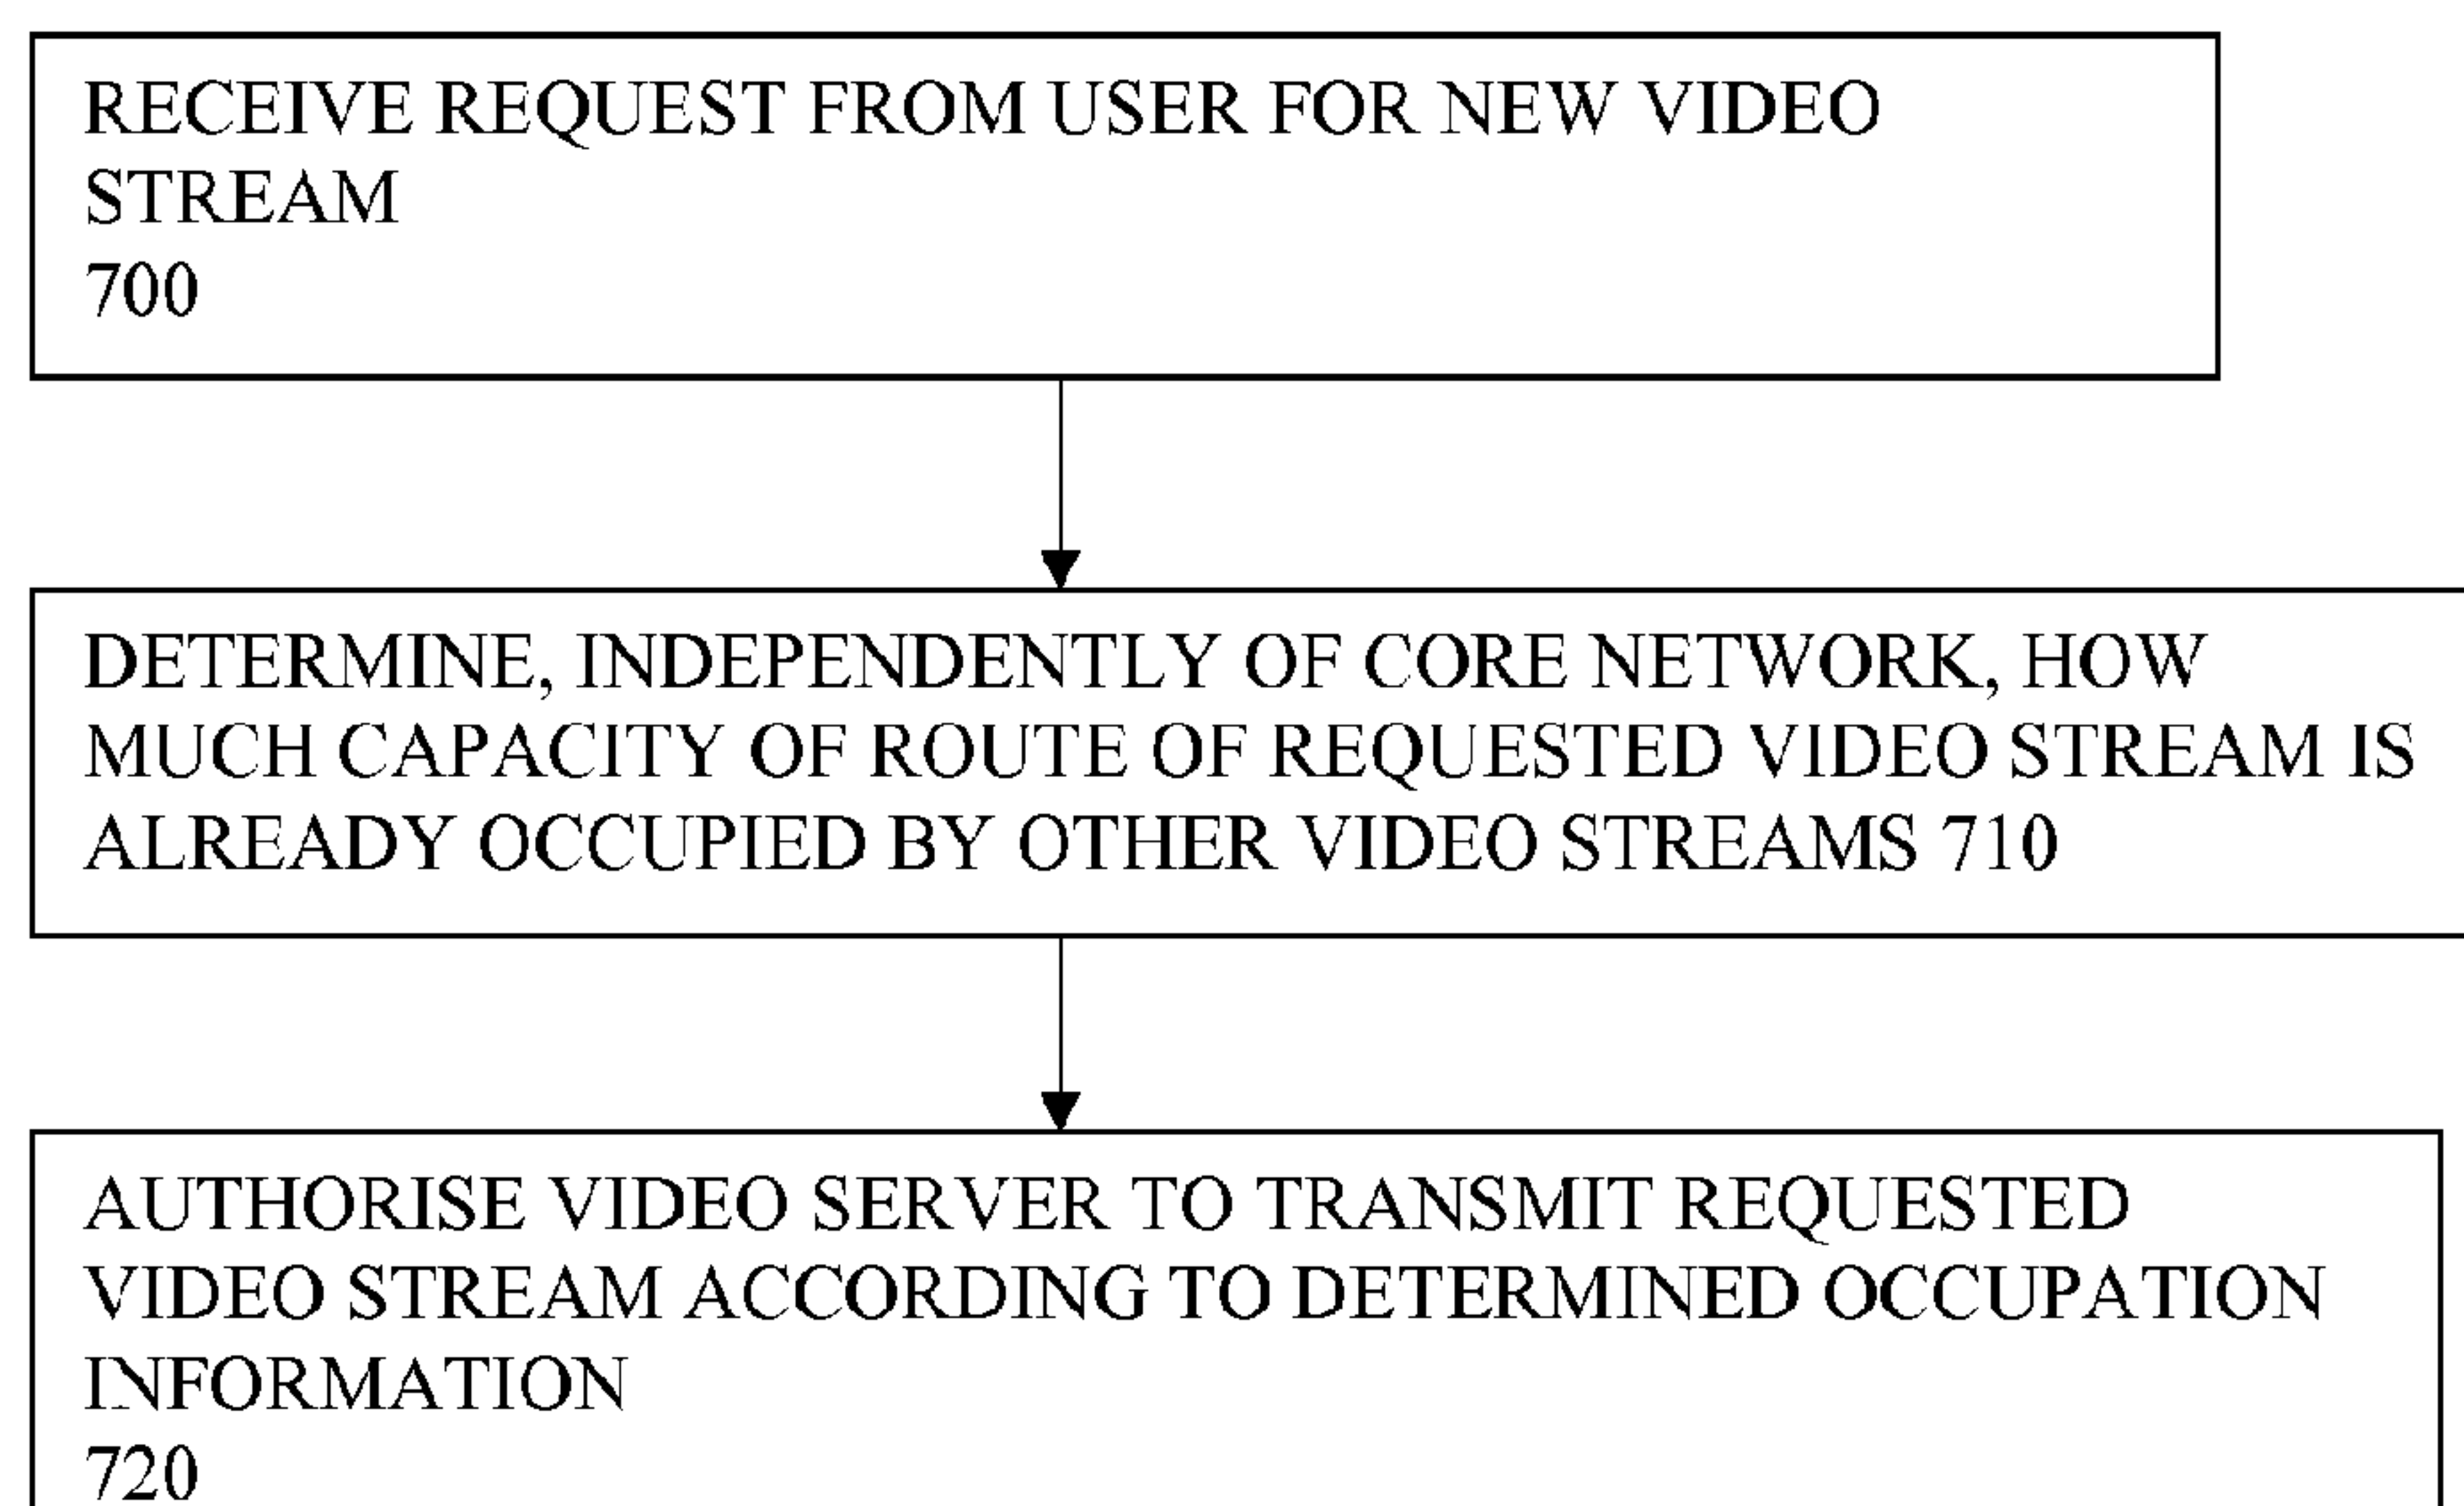 RECEIVE REQUEST FROM USER FOR NEW VIDEO
STREAM
700
DETERMINE, INDEPENDENTLY OF CORE NETWORK, HOW
MUCH CAPACITY OF ROUTE OF REQUESTED VIDEO STREAM IS
ALREADY OCCUPIED BY OTHER VIDEO STREAMS 710
AUTHORISE VIDEO SERVER TO TRANSMIT REQUESTED
VIDEO STREAM ACCORDING TO DETERMINED OCCUPATION
INFORMATION
720